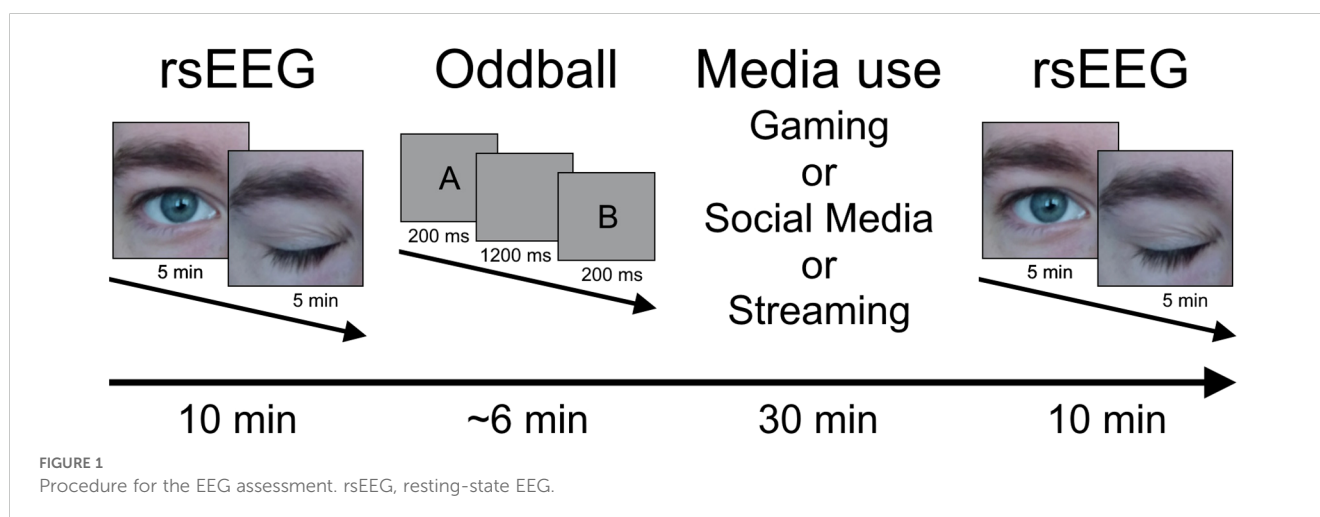 rsEEG
Oddball
Media use
rsEEG
5 min
5 min
A
200 ms
1200 ms
B
200 ms
Gaming
or
Social Media
or
Streaming
5 min
5 min
10 min
~6 min
30 min
10 min
FIGURE 1
Procedure for the EEG assessment. rsEEG, resting-state EEG.